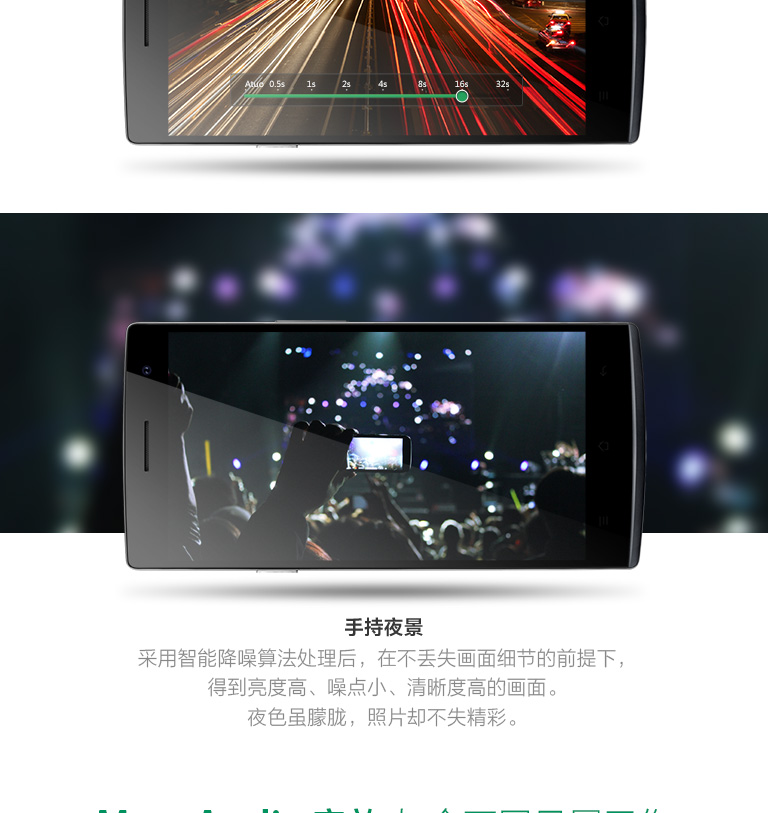 Atuo 0.5s 1s 2s 4s 8s 16s 32s
手持夜景
采用智能降噪算法处理后，在不丢失画面细节的前提下，
得到亮度高、噪点小、清晰度高的画面。
夜色虽朦胧，照片却不失精彩。